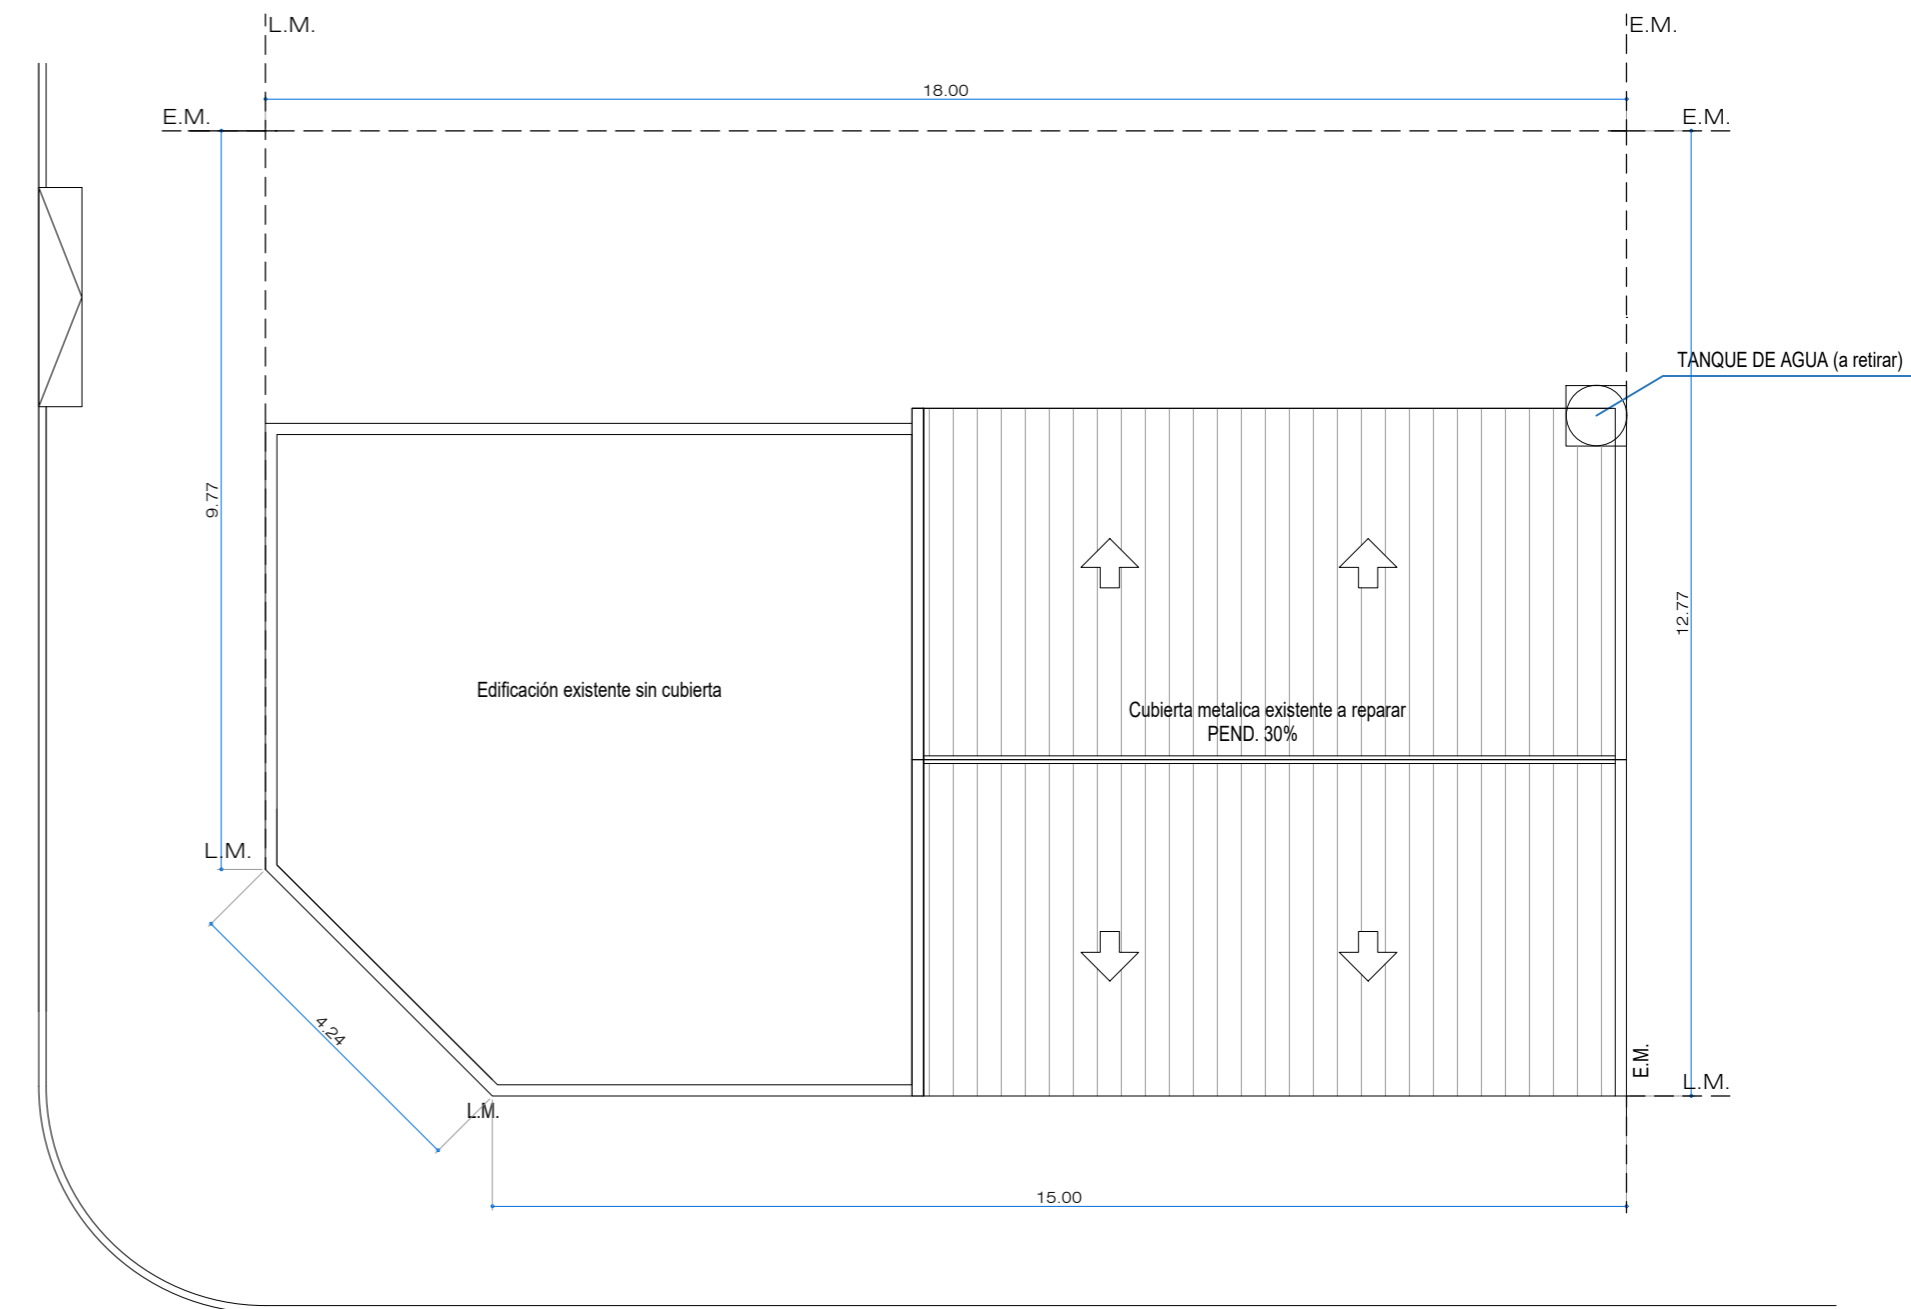 L.M.
E.M.
18.00
E.M.
E.M.
TANQUE DE AGUA (a retirar)
9.77
12.77
Edificación existente sin cubierta
Cubierta metalica existente a reparar
PEND. 30%
L.M.
4.24
E.M.
L.M.
L.M.
15.00